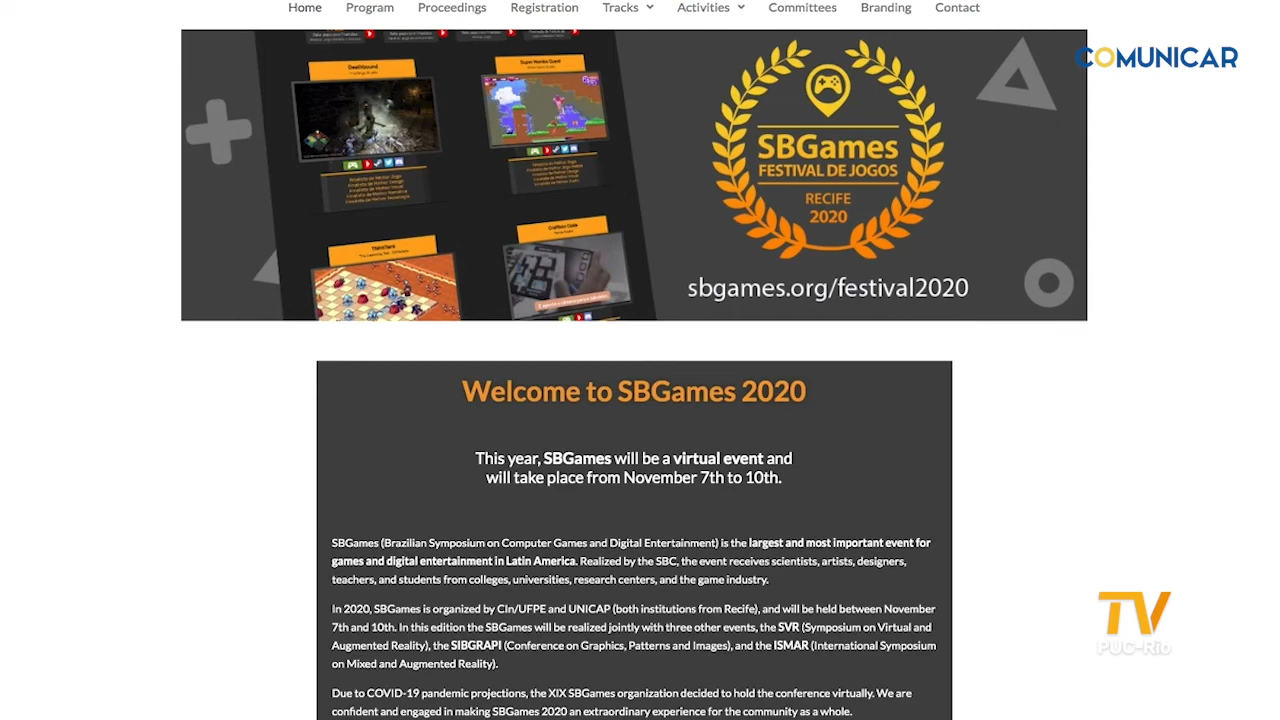 Home Program Proceedings Registration Tracks Activities Committees Branding Contact
COMUNICAR
Deathbound
Super Mombo Quest
Finalista de Melhor Jogo
SBGames
FESTIVAL DE JOGOS
RECIFE
2020
sbgames.org/festival2020
Welcome to SBGames 2020
This year, SBGames will be a virtual event and
will take place from November 7th to 10th.
SBGames (Brazilian Symposium on Computer Games and Digital Entertainment) is the largest and most important event for
games and digital entertainment in Latin America. Realized by the SBC, the event receives scientists, artists, designers,
teachers, and students from colleges, universities, research centers, and the game industry.
In 2020, SBGames is organized by CIn/UFPE and UNICAP (both institutions from Recife), and will be held between November
7th and 10th. In this edition the SBGames will be realized jointly with three other events, the SVR (Symposium on Virtual and
Augmented Reality), the SIBGRAPI (Conference on Graphics, Patterns and Images), and the ISMAR (International Symposium
on Mixed and Augmented Reality).
Due to COVID-19 pandemic projections, the XIX SBGames organization decided to hold the conference virtually. We are
confident and engaged in making SBGames 2020 an extraordinary experience for the community as a whole.
TV
PUC-Rio